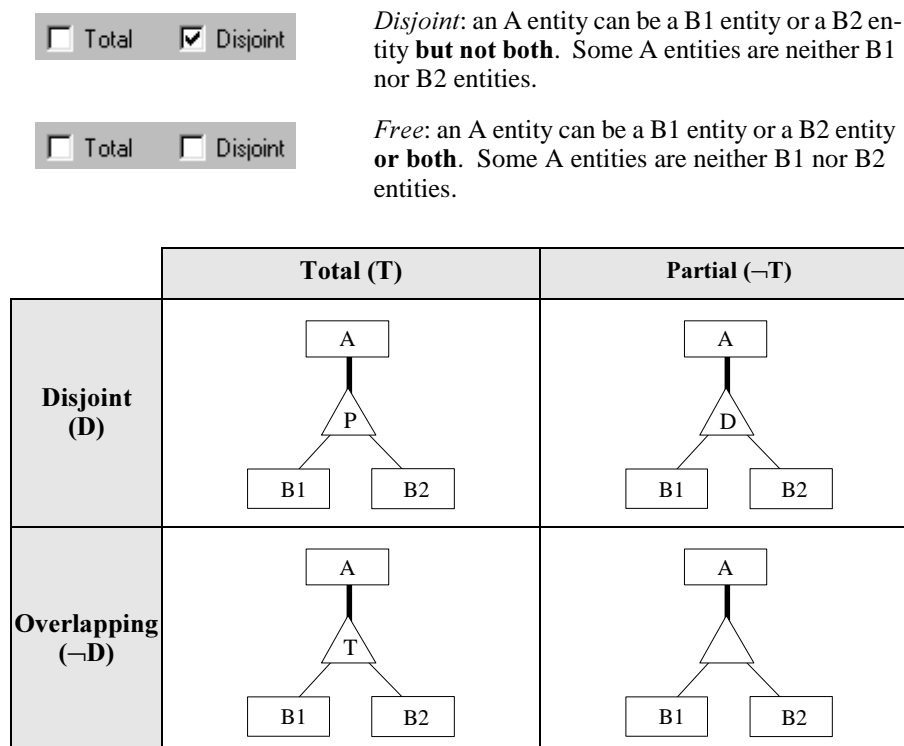 Total Disjoint
Disjoint: an A entity can be a B1 entity or a B2 en-
tity but not both. Some A entities are neither B1
nor B2 entities.
Total Disjoint
Free: an A entity can be a B1 entity or a B2 entity
or both. Some A entities are neither B1 nor B2
entities.
Total (T) Partial (¬T)
Disjoint
(D)
A
P
B1 B2
A
D
B1 B2
Overlapping
(¬D)
A
T
B1 B2
A
B1 B2